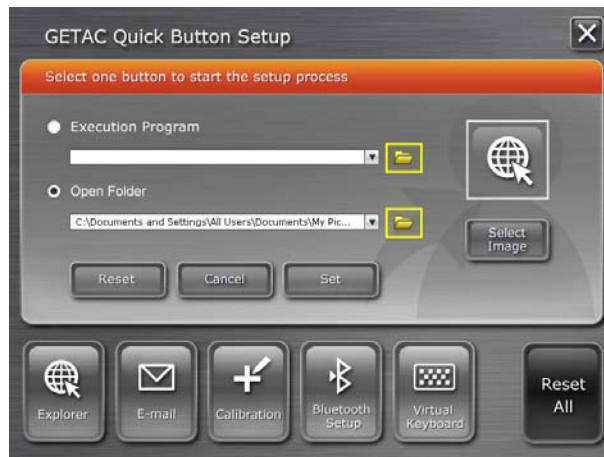 GETAC Quick Button Setup
Select one button to start the setup process
Execution Program
Open Folder
C:\Documents and Settings\All Users\Documents\My Pic...
Select
Image
Reset
Cancel
Set
Explorer
E-mail
Calibration
Bluetooth
Setup
Virtual
Keyboard
Reset
All